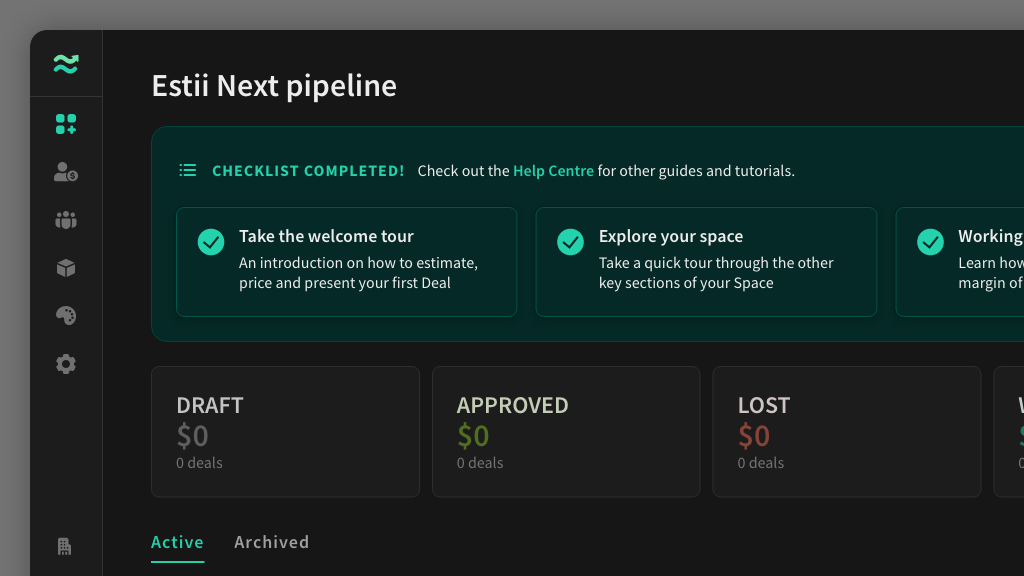 Estii Next pipeline
CHECKLIST COMPLETED! Check out the Help Centre for other guides and tutorials.
Take the welcome tour
An introduction on how to estimate,
price and present your first Deal
Explore your space
Take a quick tour through the other
key sections of your Space
Working
Learn how
margin of
DRAFT
$0
0 deals
APPROVED
$0
0 deals
LOST
$0
0 deals
Active Archived